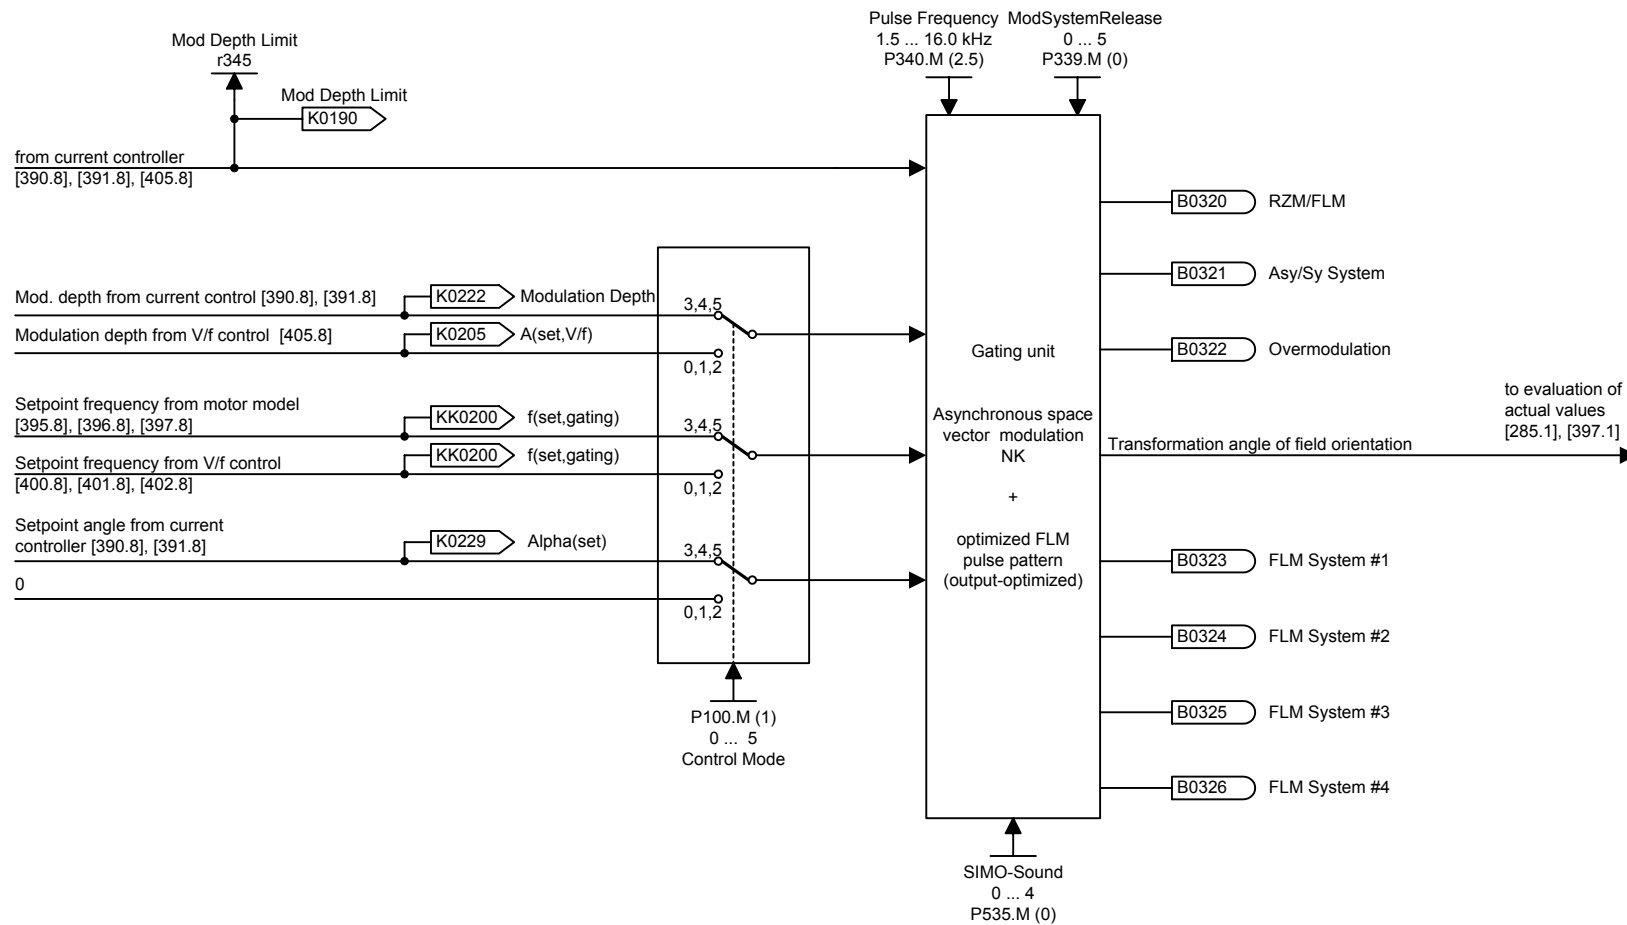 Pulse Frequency
1.5 ... 16.0 kHz
P340.M (2.5)
ModSystemRelease
0 ... 5
P339.M (0)
Mod Depth Limit
r345
Mod Depth Limit
K0190
from current controller
[390.8], [391.8], [405.8]
B0320 RZM/FLM
B0321 Asy/Sy System
B0322 Overmodulation
Mod. depth from current control [390.8], [391.8]
K0222 Modulation Depth
3,4,5
Modulation depth from V/f control [405.8]
K0205 A(set,V/f)
0,1,2
Setpoint frequency from motor model
[395.8], [396.8], [397.8]
KK0200 f(set,gating)
3,4,5
Setpoint frequency from V/f control
[400.8], [401.8], [402.8]
KK0200 f(set,gating)
0,1,2
Setpoint angle from current
controller [390.8], [391.8]
K0229 Alpha(set)
3,4,5
0
0,1,2
P100.M (1)
0 ... 5
Control Mode
Gating unit
Asynchronous space
vector modulation
NK
+
optimized FLM
pulse pattern
(output-optimized)
Transformation angle of field orientation
to evaluation of
actual values
[285.1], [397.1]
B0323 FLM System #1
B0324 FLM System #2
B0325 FLM System #3
B0326 FLM System #4
SIMO-Sound
0 ... 4
P535.M (0)